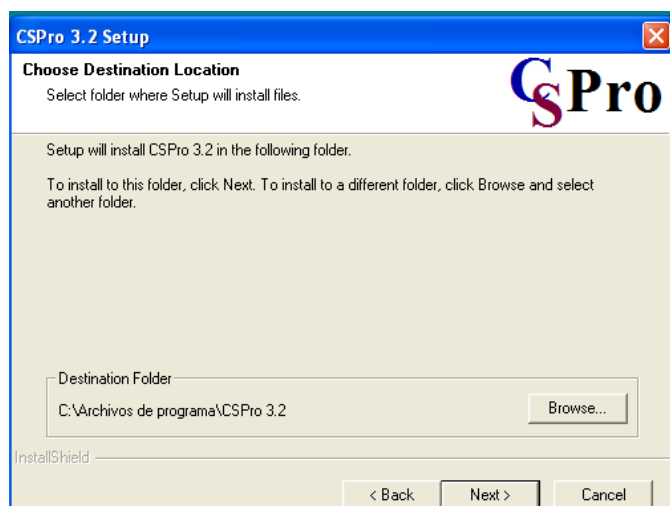 CSPro 3.2 Setup
Choose Destination Location
Select folder where Setup will install files.
CSPro
Setup will install CSPro 3.2 in the following folder.
To install to this folder, click Next. To install to a different folder, click Browse and select
another folder.
Destination Folder
C:\Archivos de programa\CSPro 3.2
Browse...
InstallShield
< Back
Next >
Cancel